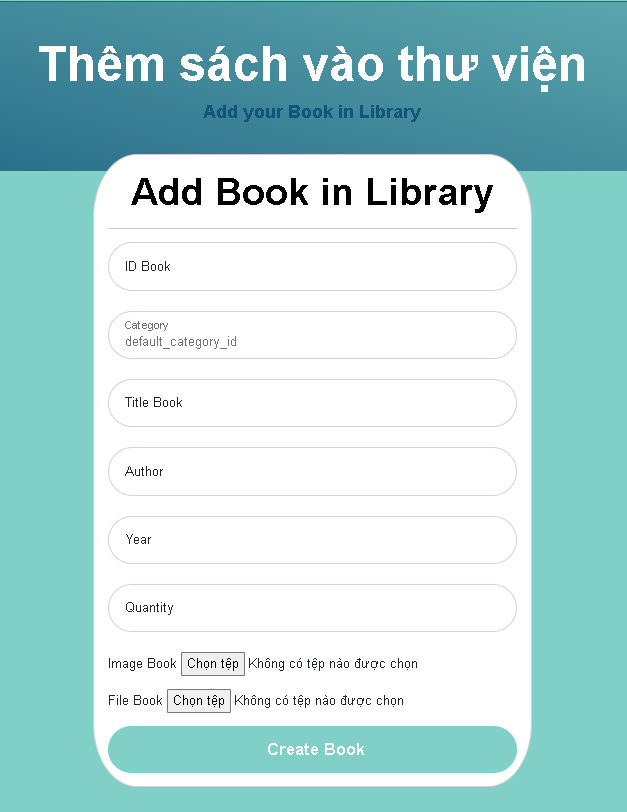 Thêm sách vào thư viện
Add your Book in Library
Add Book in Library
ID Book
Category
default_category_id
Title Book
Author
Year
Quantity
Image Book Chọn tệp Không có tệp nào được chọn
File Book Chọn tệp Không có tệp nào được chọn
Create Book